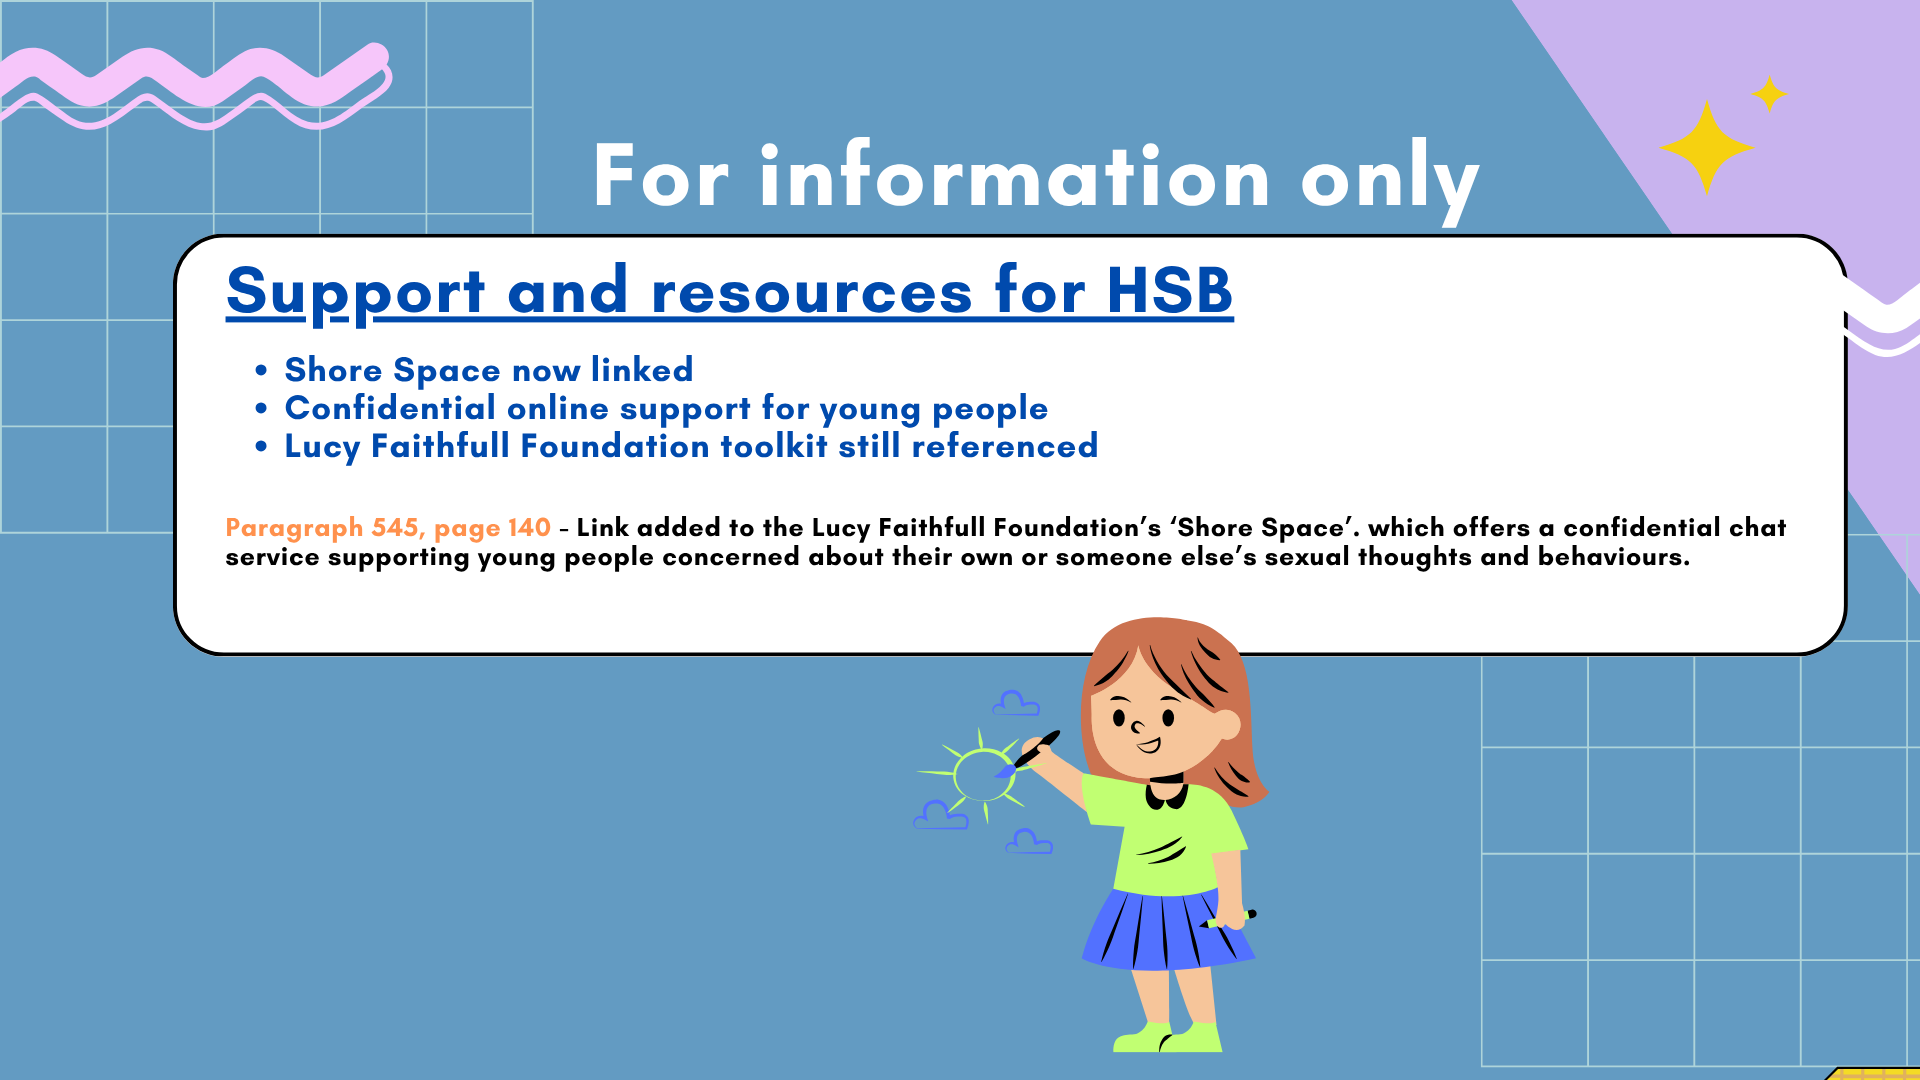 For information only
Support and resources for HSB
• Shore Space now linked
• Confidential online support for young people
• Lucy Faithfull Foundation toolkit still referenced
Paragraph 545, page 140 - Link added to the Lucy Faithfull Foundation’s ‘Shore Space’. which offers a confidential chat
service supporting young people concerned about their own or someone else’s sexual thoughts and behaviours.